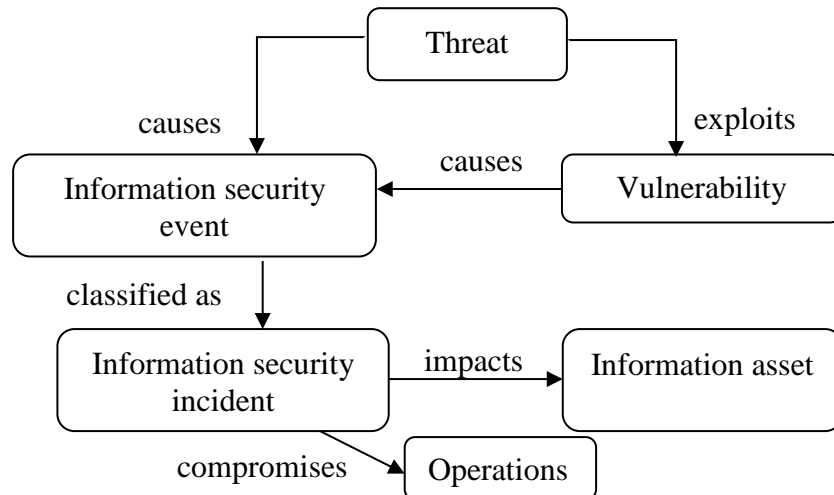 Threat
causes
exploits
Information security
event
causes
Vulnerability
classified as
Information security
incident
impacts
Information asset
compromises
Operations